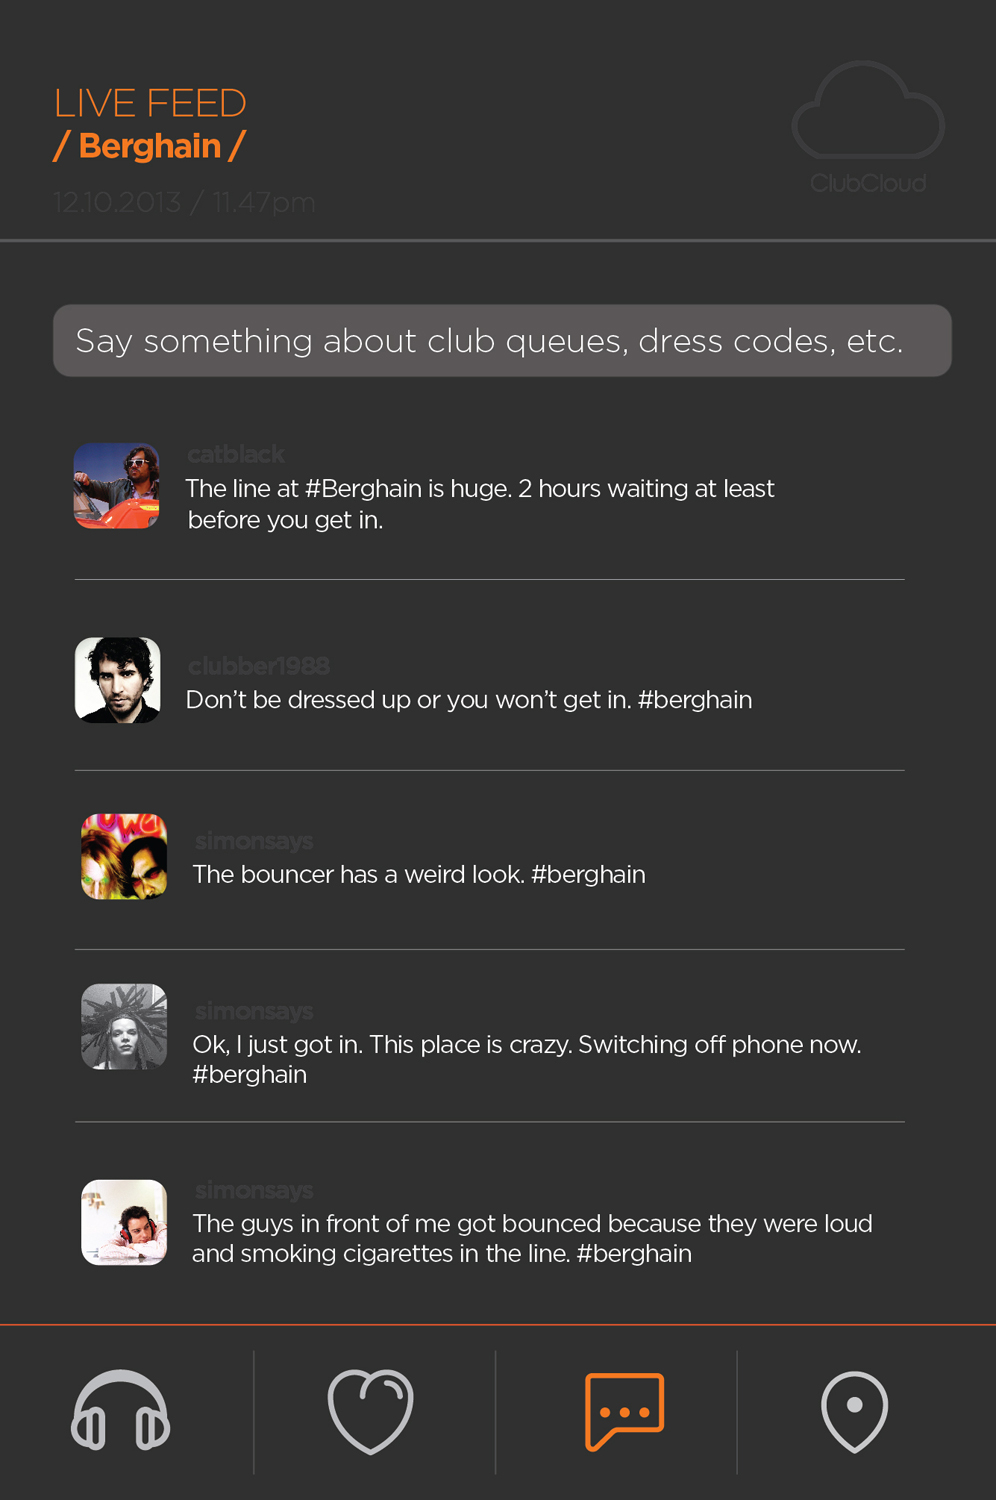 LIVE FEED
/ Berghain /
12.10.2013 / 11.47pm
ClubCloud
Say something about club queues, dress codes, etc.
catblack
The line at #Berghain is huge. 2 hours waiting at least
before you get in.
clubber1988
Don't be dressed up or you won't get in. #berghain
simonsays
The bouncer has a weird look. #berghain
simonsays
Ok, I just got in. This place is crazy. Switching off phone now.
#berghain
simonsays
The guys in front of me got bounced because they were loud
and smoking cigarettes in the line. #berghain